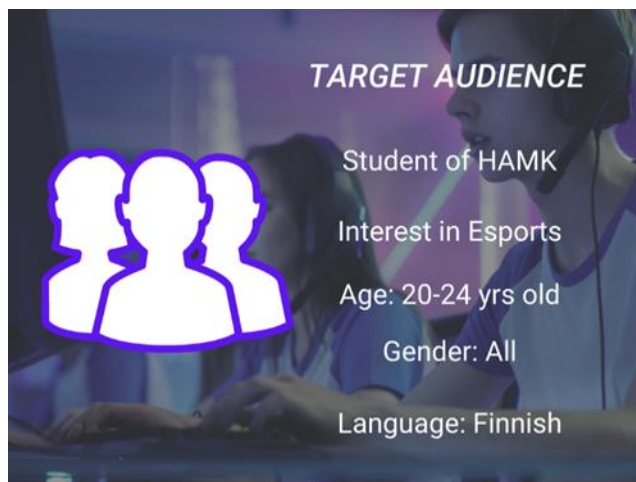 TARGET AUDIENCE
Student of HAMK
Interest in Esports
Age: 20-24 yrs old
Gender: All
Language: Finnish